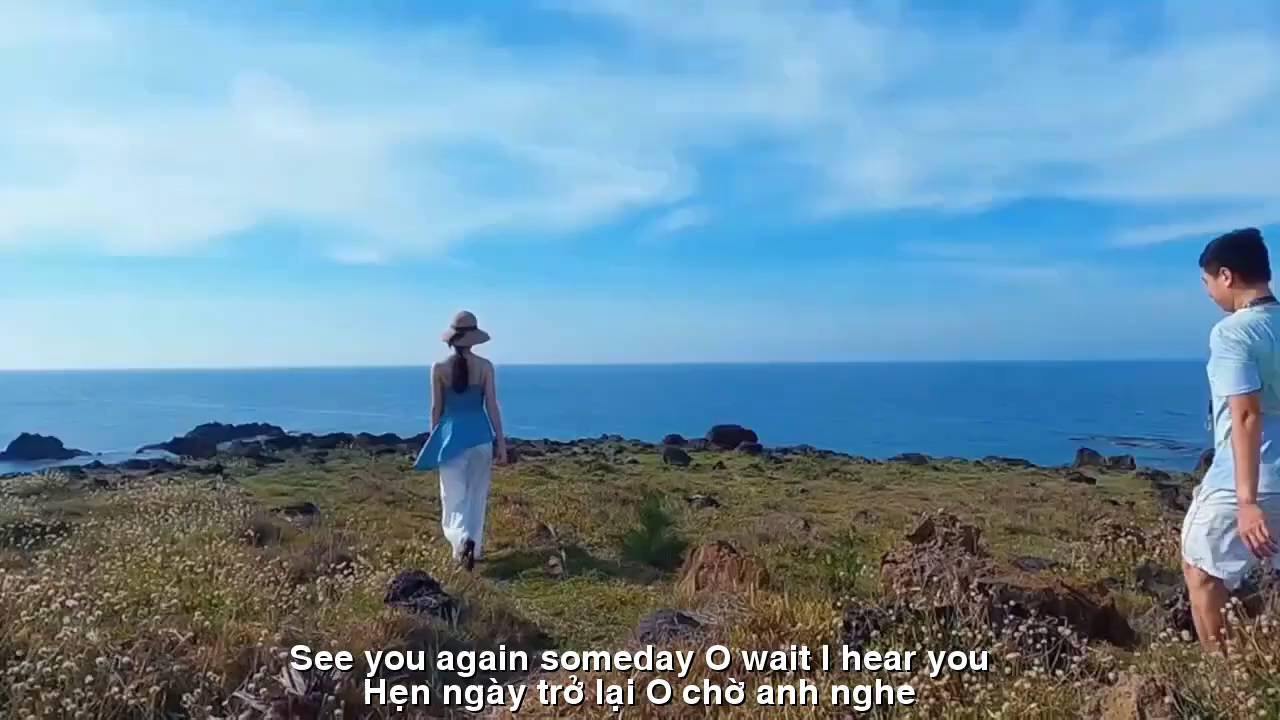 See you again someday O wait I hear you
Hẹn ngày trở lại O chờ anh nghe